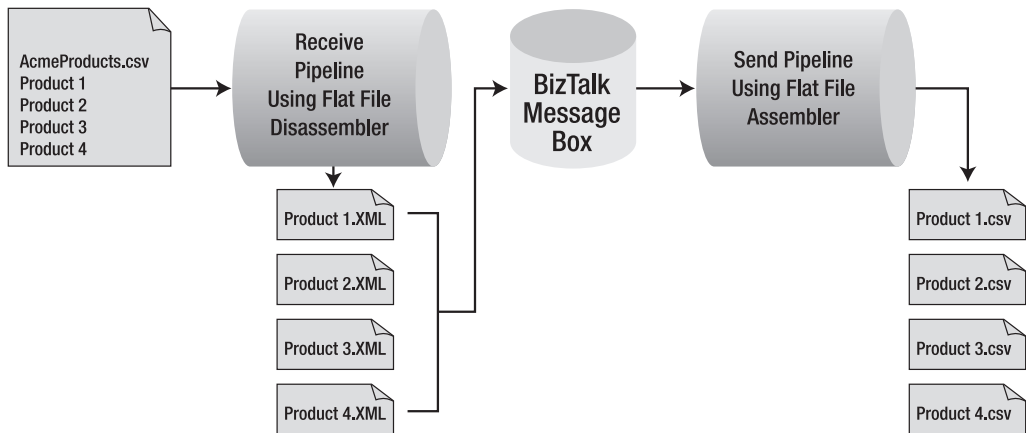 AcmeProducts.csv
Product 1
Product 2
Product 3
Product 4
Receive
Pipeline
Using Flat File
Disassembler
BizTalk
Message
Box
Send Pipeline
Using Flat File
Assembler
Product 1.XML
Product 2.XML
Product 3.XML
Product 4.XML
Product 1.csv
Product 2.csv
Product 3.csv
Product 4.csv